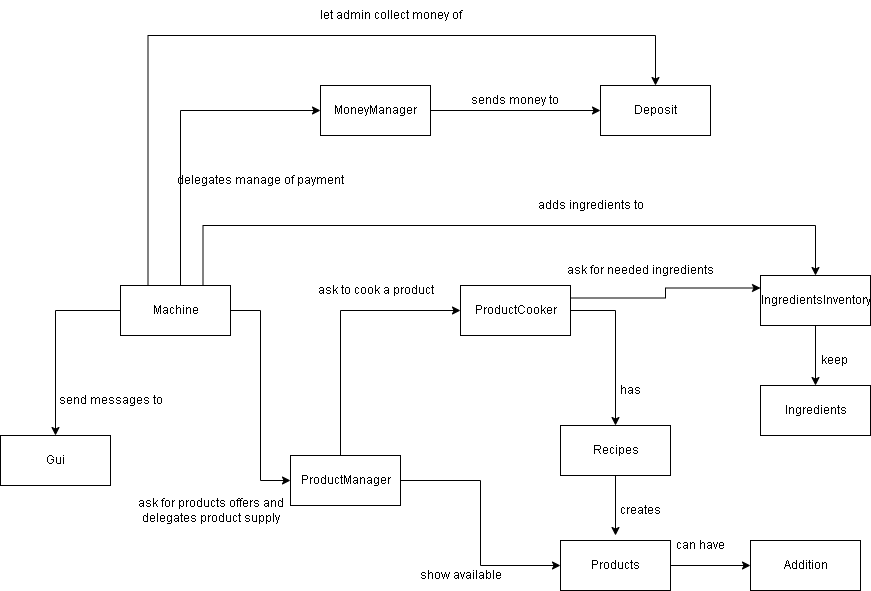 let admin collect money of
MoneyManager
sends money to
Deposit
delegates manage of payment
adds ingredients to
ask for needed ingredients
ask to cook a product
Machine
ProductCooker
IngredientsInventory
keep
send messages to
has
Ingredients
Gui
Recipes
ProductManager
ask for products offers and
delegates product supply
creates
can have
show available
Products
Addition